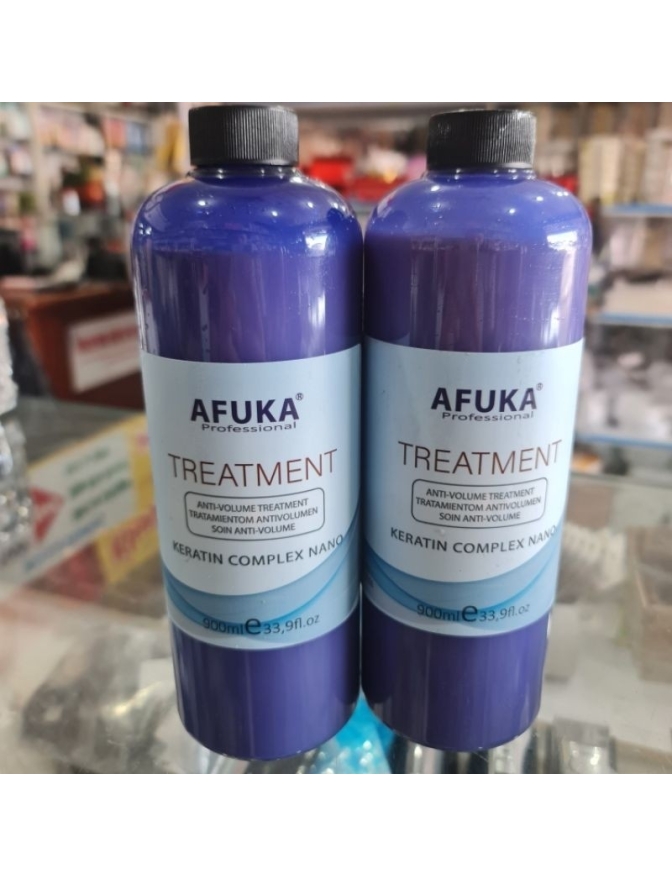 AFUKA®
Professional
TREATMENT
ANTI-VOLUME TREATMENT
TRATAMIENTOM ANTIVOLUMEN
SOIN ANTI-VOLUME
KERATIN COMPLEX NANO
900ml e 33,9fl.oz
AFUKA®
Professional
TREATMENT
ANTI-VOLUME TREATMENT
TRATAMIENTOM ANTIVOLUMEN
SOIN ANTI-VOLUME
KERATIN COMPLEX NANO
900ml e 33,9fl.oz